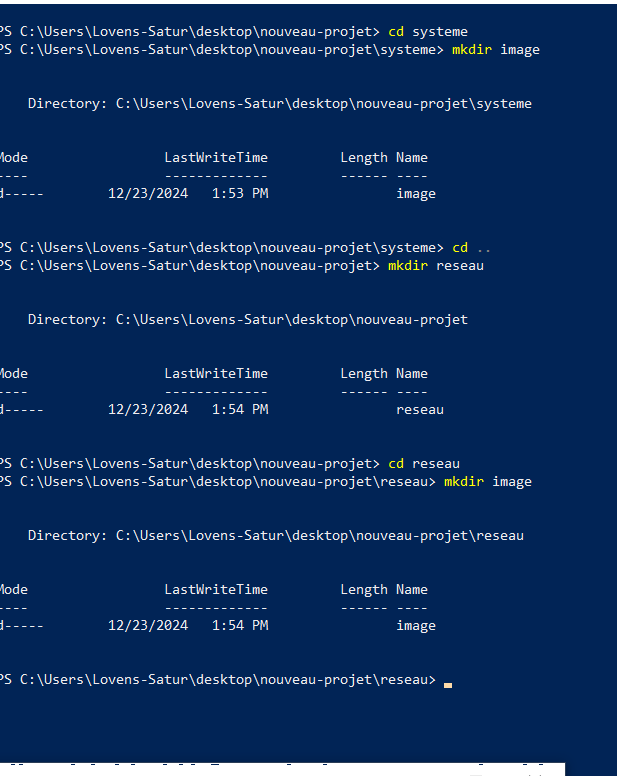 PS C:\Users\Lovens-Satur\desktop\nouveau-projet> cd systeme
PS C:\Users\Lovens-Satur\desktop\nouveau-projet\systeme> mkdir image
Directory: C:\Users\Lovens-Satur\desktop\nouveau-projet\systeme
Mode LastWriteTime Length Name
---- ------------- ------ ----
d----- 12/23/2024 1:53 PM image
PS C:\Users\Lovens-Satur\desktop\nouveau-projet\systeme> cd ..
PS C:\Users\Lovens-Satur\desktop\nouveau-projet> mkdir reseau
Directory: C:\Users\Lovens-Satur\desktop\nouveau-projet
Mode LastWriteTime Length Name
---- ------------- ------ ----
d----- 12/23/2024 1:54 PM reseau
PS C:\Users\Lovens-Satur\desktop\nouveau-projet> cd reseau
PS C:\Users\Lovens-Satur\desktop\nouveau-projet\reseau> mkdir image
Directory: C:\Users\Lovens-Satur\desktop\nouveau-projet\reseau
Mode LastWriteTime Length Name
---- ------------- ------ ----
d----- 12/23/2024 1:54 PM image
PS C:\Users\Lovens-Satur\desktop\nouveau-projet\reseau>